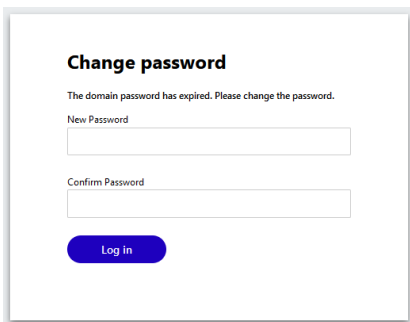 Change password
The domain password has expired. Please change the password.
New Password
Confirm Password
Log in